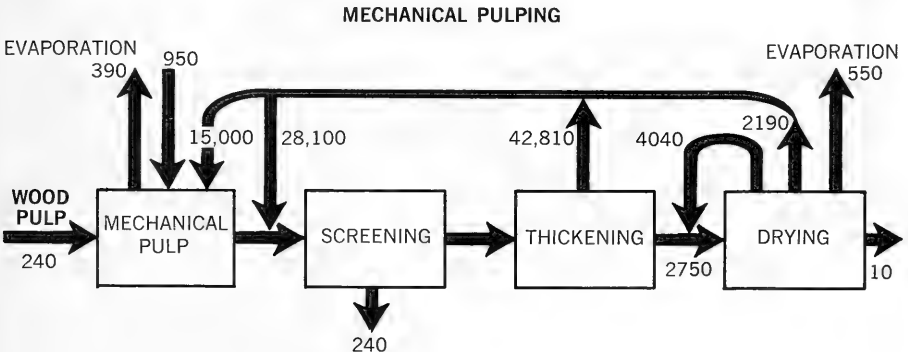 MECHANICAL PULPING
EVAPORATION
390
950
EVAPORATION
550
15,000
28,100
42,810
4040
2190
WOOD
PULP
240
MECHANICAL
PULP
SCREENING
THICKENING
2750
DRYING
10
240